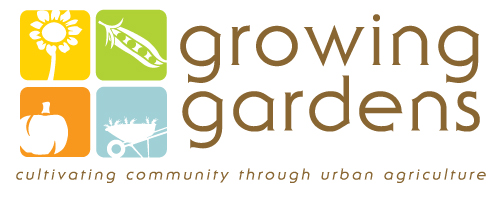 growing
gardens
cultivating community through urban agriculture